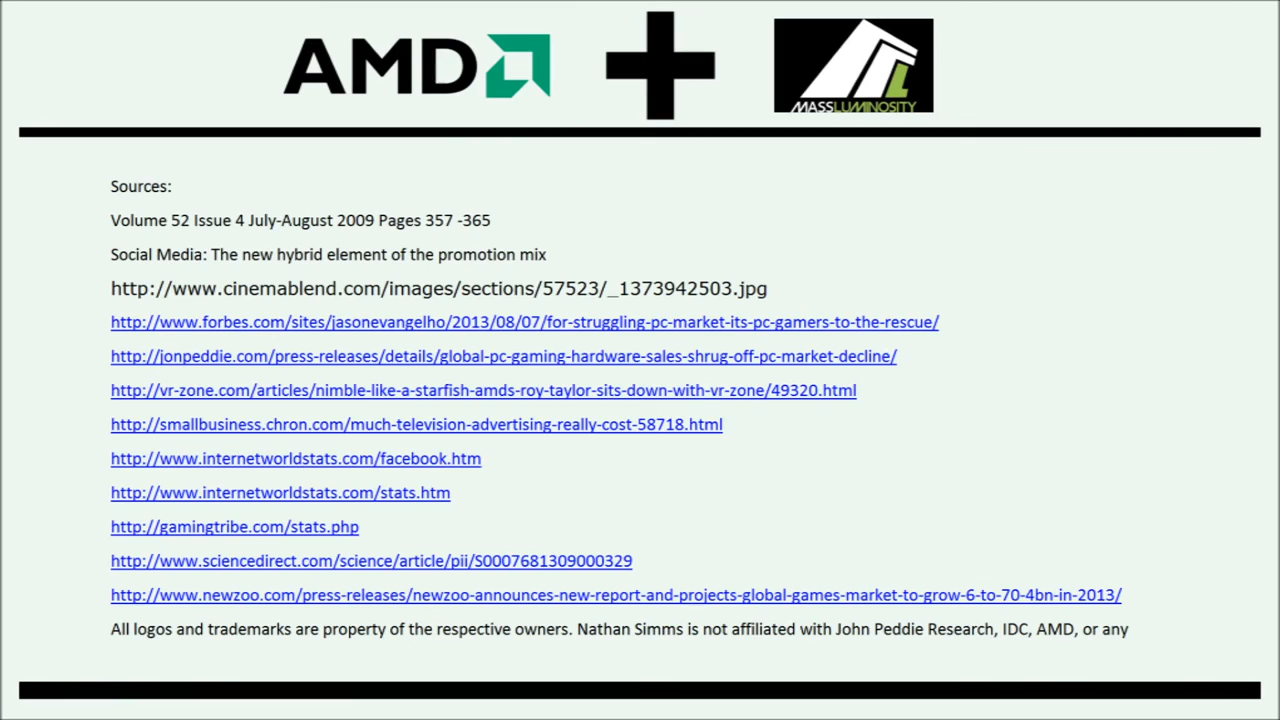 AMD
MASSLUMINOSITY
Sources:
Volume 52 Issue 4 July-August 2009 Pages 357 -365
Social Media: The new hybrid element of the promotion mix
http://www.cinemablend.com/images/sections/57523/_1373942503.jpg
http://www.forbes.com/sites/jasonevangelho/2013/08/07/for-struggling-pc-market-its-pc-gamers-to-the-rescue/
http://jonpeddie.com/press-releases/details/global-pc-gaming-hardware-sales-shrug-off-pc-market-decline/
http://vr-zone.com/articles/nimble-like-a-starfish-amds-roy-taylor-sits-down-with-vr-zone/49320.html
http://smallbusiness.chron.com/much-television-advertising-really-cost-58718.html
http://www.internetworldstats.com/facebook.htm
http://www.internetworldstats.com/stats.htm
http://gamingtribe.com/stats.php
http://www.sciencedirect.com/science/article/pii/S0007681309000329
http://www.newzoo.com/press-releases/newzoo-announces-new-report-and-projects-global-games-market-to-grow-6-to-70-4bn-in-2013/
All logos and trademarks are property of the respective owners. Nathan Simms is not affiliated with John Peddie Research, IDC, AMD, or any